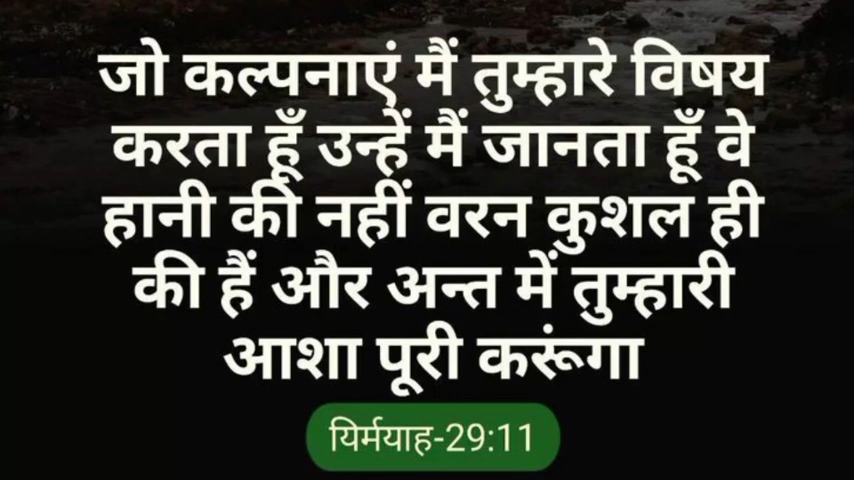 जो कल्पनाएं मैं तुम्हारे विषय
करता हूँ उन्हें मैं जानता हूँ वे
हानी की नहीं वरन कुशल ही
की हैं और अन्त में तुम्हारी
आशा पूरी करूंगा
यिर्मयाह-29:11